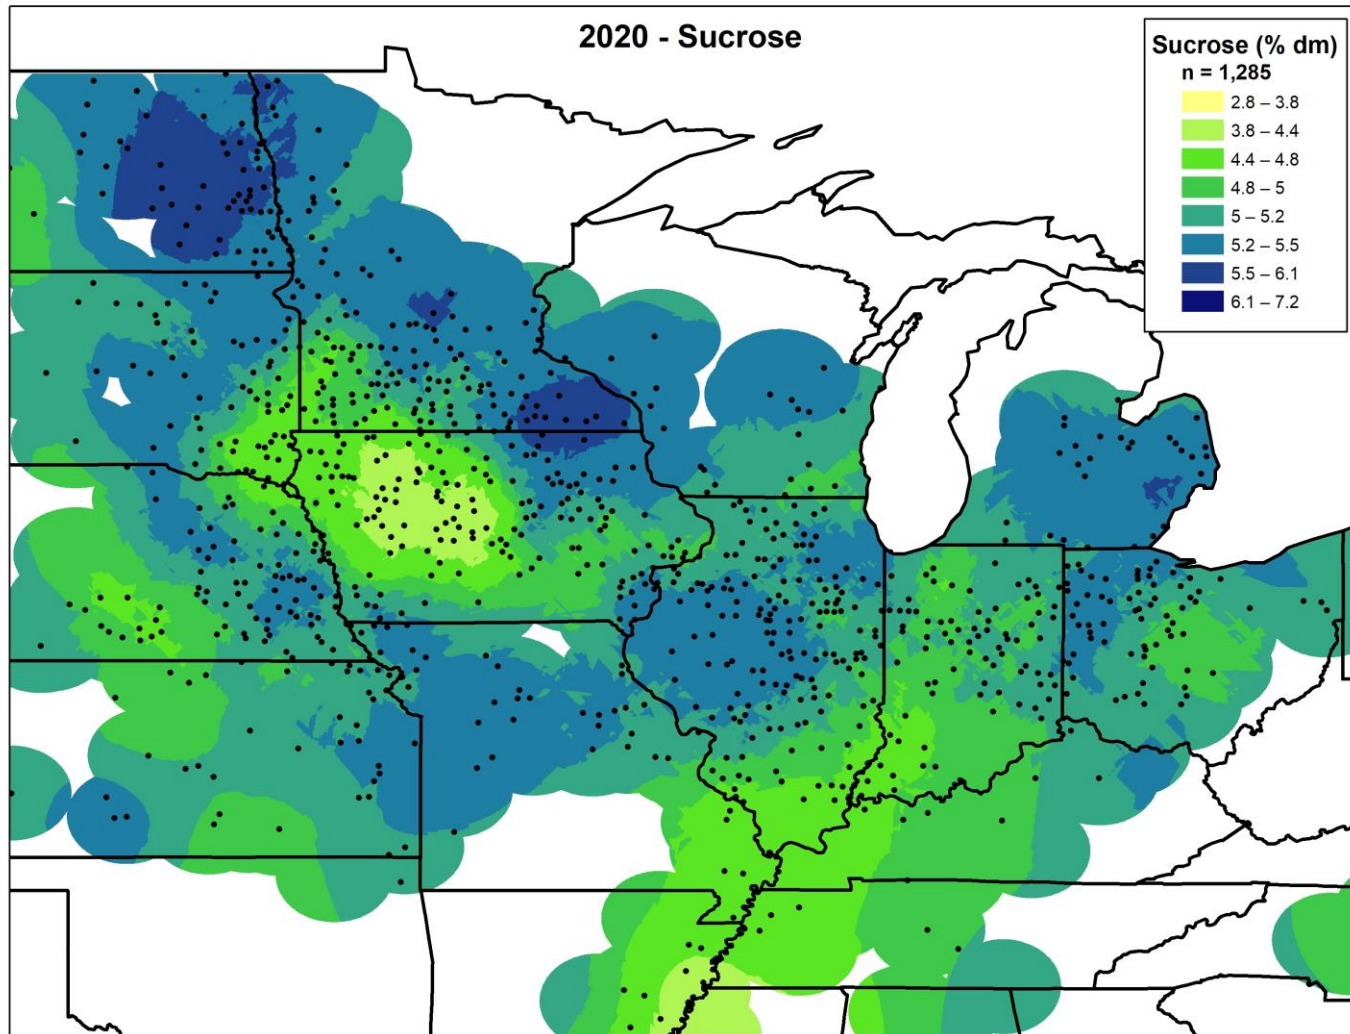 2020 - Sucrose
Sucrose (% dm)
n = 1,285
2.8 – 3.8
3.8 – 4.4
4.4 – 4.8
4.8 – 5
5 – 5.2
5.2 – 5.5
5.5 – 6.1
6.1 – 7.2